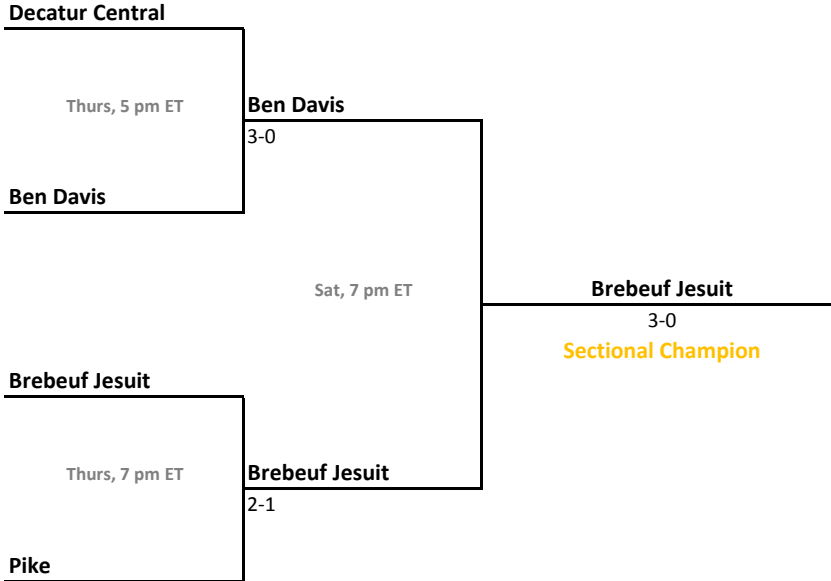 Decatur Central
Thurs, 5 pm ET
Ben Davis
3-0
Ben Davis
Sat, 7 pm ET
Brebeuf Jesuit
3-0
Sectional Champion
Brebeuf Jesuit
Thurs, 7 pm ET
Brebeuf Jesuit
2-1
Pike